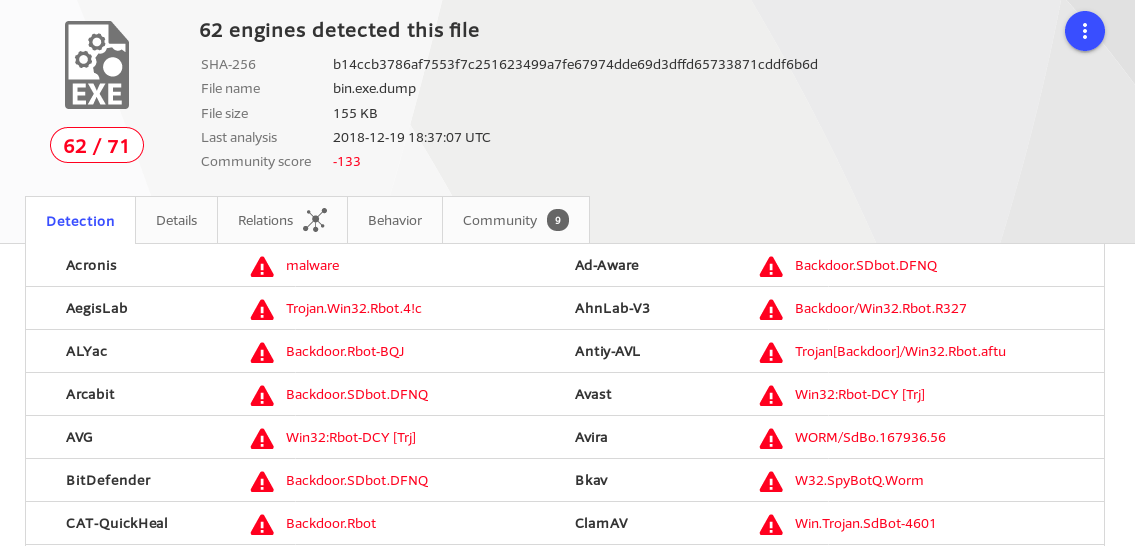 62 engines detected this file
SHA-256 b14ccb3786af7553f7c251623499a7fe67974dde69d3dffd65733871cddf6b6d
File name bin.exe.dump
File size 155 KB
Last analysis 2018-12-19 18:37:07 UTC
Community score -133
EXE
62 / 71
Detection Details Relations Behavior Community 9
Acronis malware Ad-Aware Backdoor.SDbot.DFNQ
AegisLab Trojan.Win32.Rbot.4!c AhnLab-V3 Backdoor/Win32.Rbot.R327
ALYac Backdoor.Rbot-BQJ Antiy-AVL Trojan[Backdoor]/Win32.Rbot.aftu
Arcabit Backdoor.SDbot.DFNQ Avast Win32:Rbot-DCY [Trj]
AVG Win32:Rbot-DCY [Trj] Avira WORM/SdBo.167936.56
BitDefender Backdoor.SDbot.DFNQ Bkav W32.SpyBotQ.Worm
CAT-QuickHeal Backdoor.Rbot ClamAV Win.Trojan.SdBot-4601